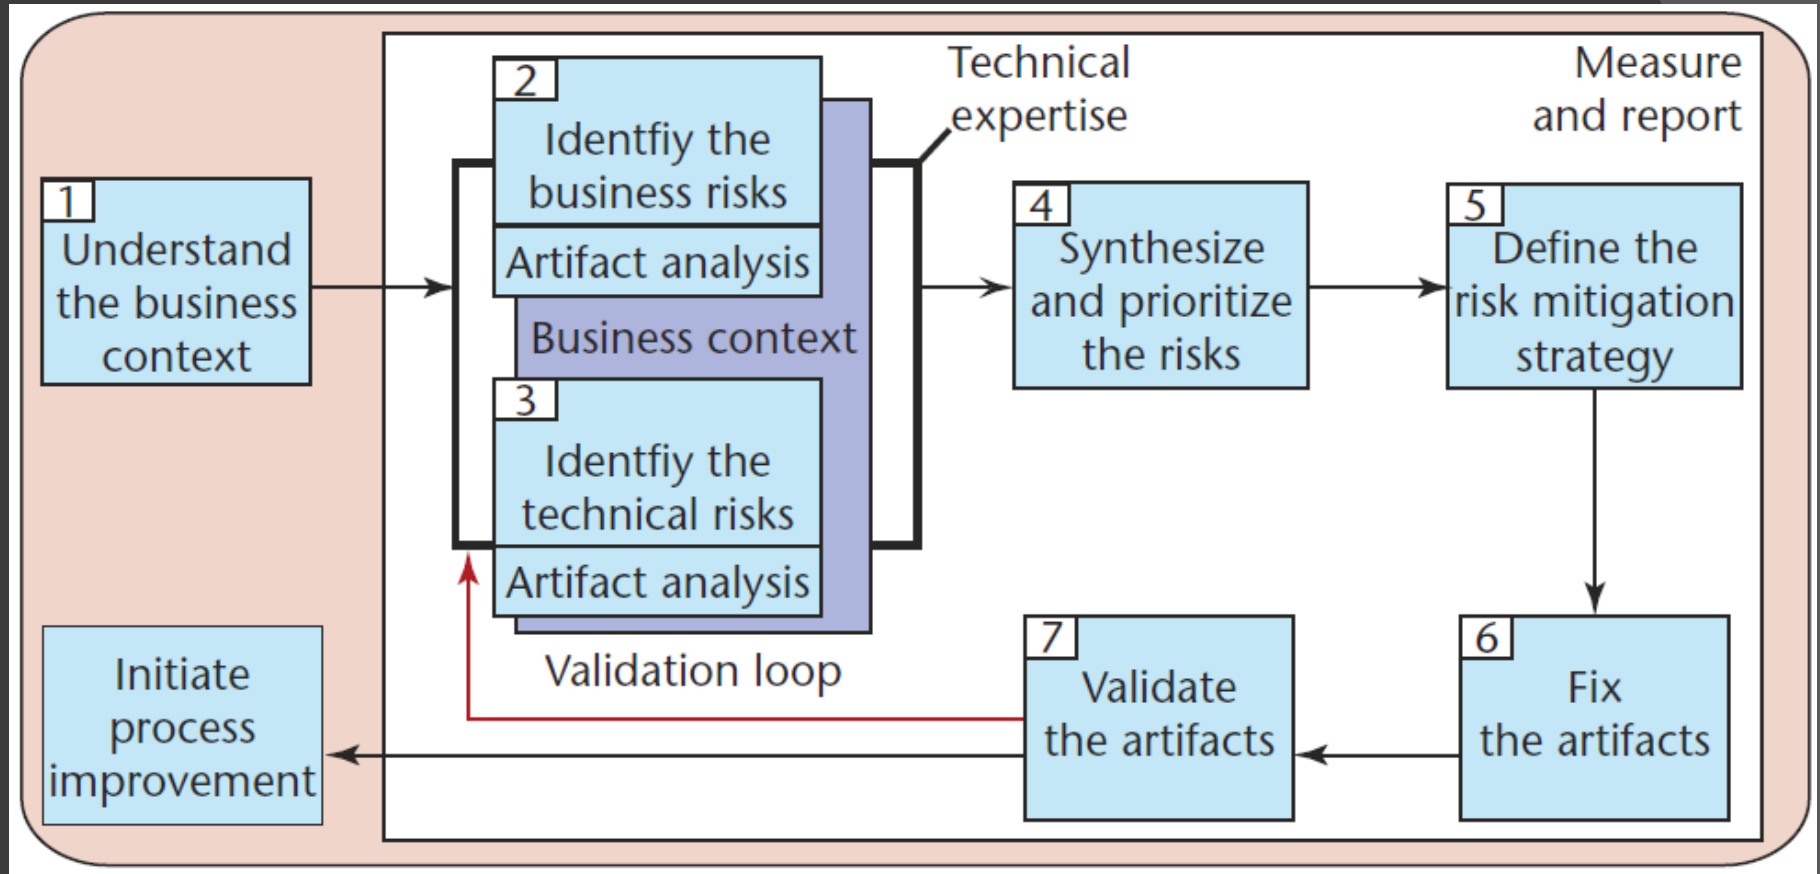 1
Understand
the business
context
2
Identfiy the
business risks
Artifact analysis
Business context
3
Identfiy the
technical risks
Artifact analysis
Technical
expertise
Measure
and report
4
Synthesize
and prioritize
the risks
5
Define the
risk mitigation
strategy
6
Fix
the artifacts
7
Validate
the artifacts
Validation loop
Initiate
process
improvement